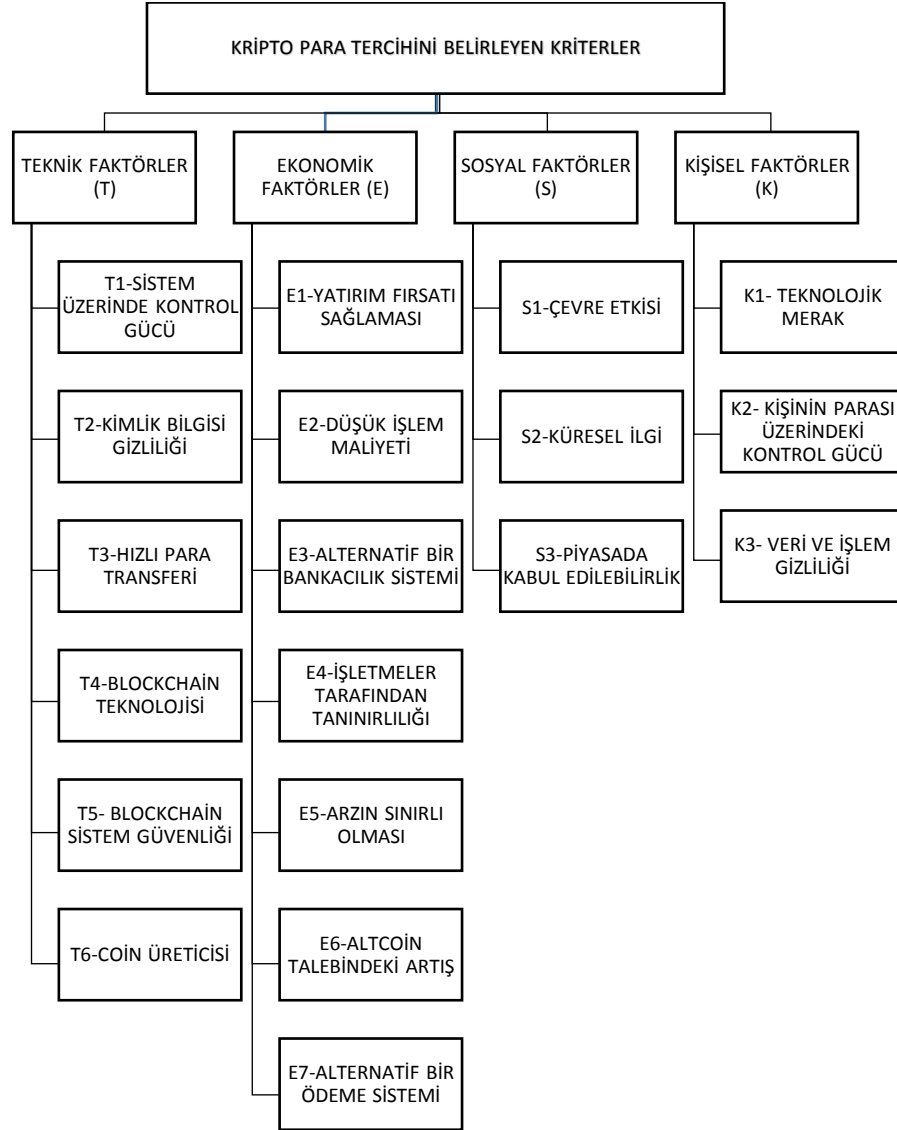 KRİPTO PARA TERCİHİNİ BELİRLEYEN KRİTERLER
TEKNİK FAKTÖRLER
(T)
T1-SİSTEM
ÜZERİNDE KONTROL
GÜCÜ
T2-KİMLİK BİLGİSİ
GİZLİLİĞİ
T3-HIZLI PARA
TRANSFERİ
T4-BLOCKCHAİN
TEKNOLOJİSİ
T5- BLOCKCHAİN
SİSTEM GÜVENLİĞİ
T6-COİN ÜRETİCİSİ
EKONOMİK
FAKTÖRLER (E)
E1-YATIRIM FIRSATI
SAĞLAMASI
E2-DÜŞÜK İŞLEM
MALİYETİ
E3-ALTERNATİF BİR
BANKACILIK SİSTEMİ
E4-İŞLETMELER
TARAFINDAN
TANINIRLILIĞI
E5-ARZIN SINIRLI
OLMASI
E6-ALTCOİN
TALEBİNDEKİ ARTIŞ
E7-ALTERNATİF BİR
ÖDEME SİSTEMİ
SOSYAL FAKTÖRLER
(S)
S1-ÇEVRE ETKİSİ
S2-KÜRESEL İLGİ
S3-PİYASADA
KABUL EDİLEBİLİRLİK
KİŞİSEL FAKTÖRLER
(K)
K1- TEKNOLOJİK
MERAK
K2- KİŞİNİN PARASI
ÜZERİNDEKİ
KONTROL GÜCÜ
K3- VERİ VE İŞLEM
GİZLİLİĞİ